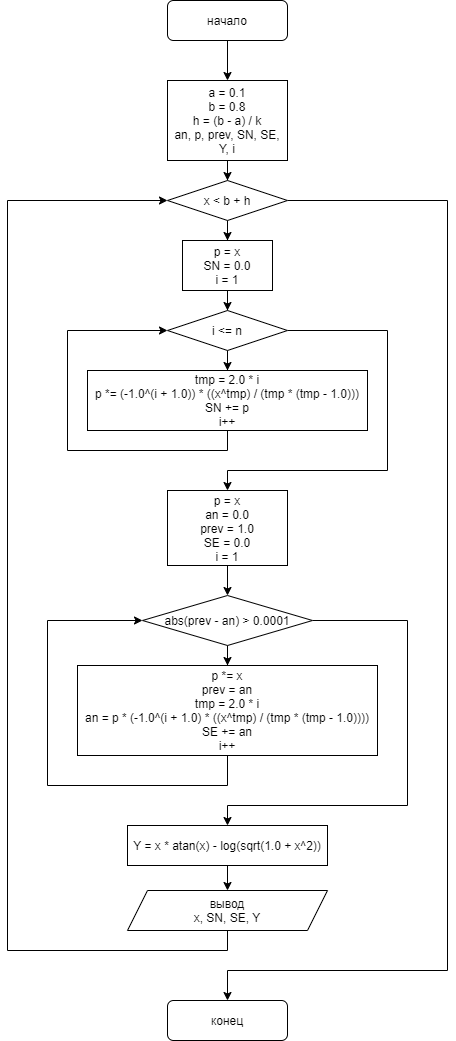 начало
a = 0.1
b = 0.8
h = (b - a) / k
an, p, prev, SN, SE,
Y, i
x < b + h
p = x
SN = 0.0
i = 1
i <= n
tmp = 2.0 * i
p *= (-1.0^(i + 1.0)) * ((x^tmp) / (tmp * (tmp - 1.0)))
SN += p
i++
p = x
an = 0.0
prev = 1.0
SE = 0.0
i = 1
abs(prev - an) > 0.0001
p *= x
prev = an
tmp = 2.0 * i
an = p * (-1.0^(i + 1.0) * ((x^tmp) / (tmp * (tmp - 1.0))))
SE += an
i++
Y = x * atan(x) - log(sqrt(1.0 + x^2))
вывод
x, SN, SE, Y
конец